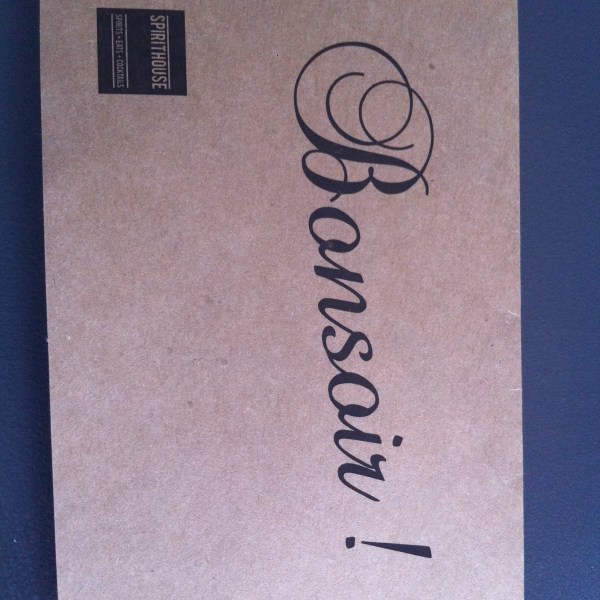 Bonsoir !
SPIRITHOUSE
SPIRITS • EATS • COCKTAILS